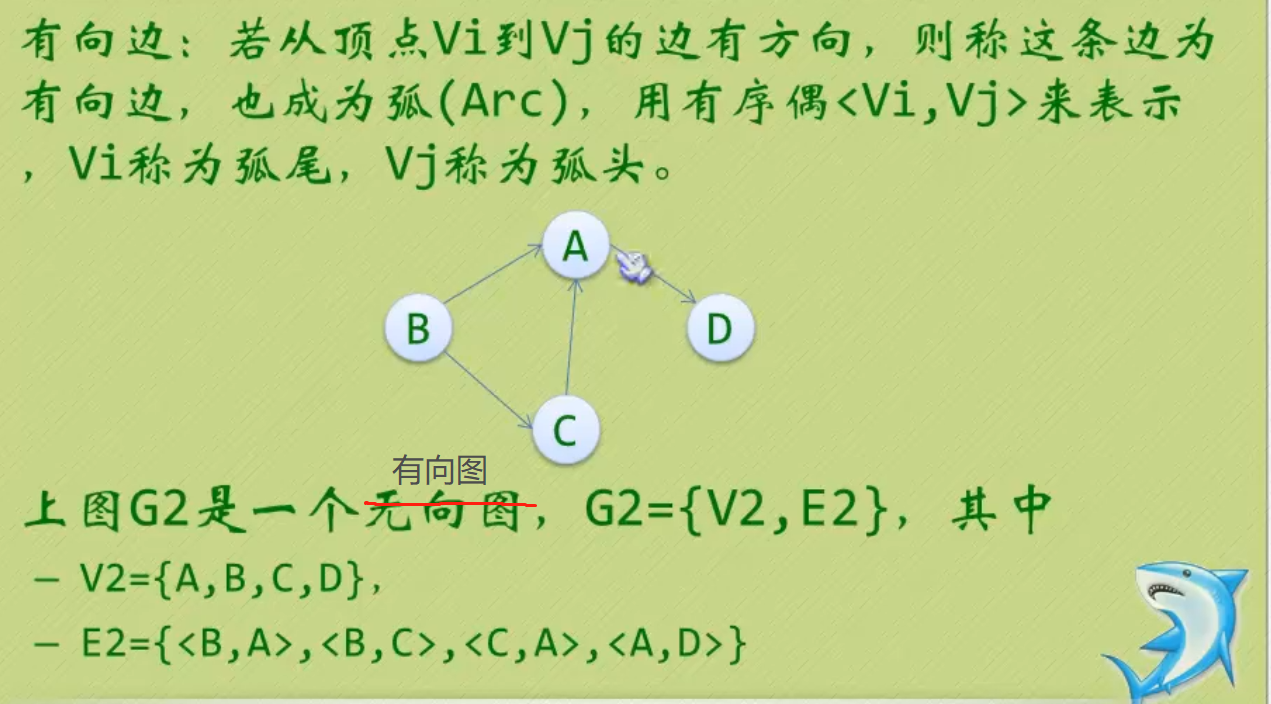 有向边：若从顶点Vi到Vj的边有方向，则称这条边为
有向边，也成为弧(Arc)，用有序偶<Vi,Vj>来表示
，Vi称为弧尾，Vj称为弧头。
A
B
D
C
有向图
上图G2是一个无向图，G2={V2,E2}，其中
– V2={A,B,C,D}，
– E2={<B,A>,<B,C>,<C,A>,<A,D>}